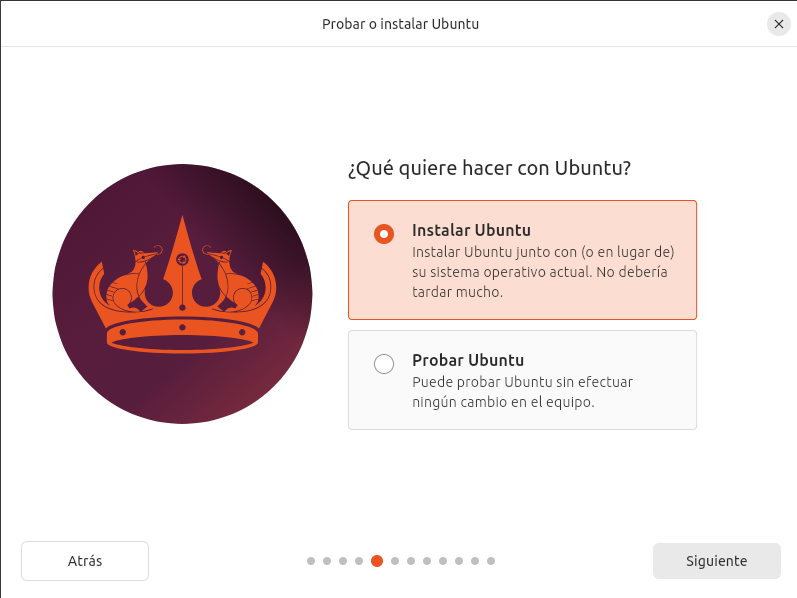 Probar o instalar Ubuntu
¿Qué quiere hacer con Ubuntu?
Instalar Ubuntu
Instalar Ubuntu junto con (o en lugar de)
su sistema operativo actual. No debería
tardar mucho.
Probar Ubuntu
Puede probar Ubuntu sin efectuar
ningún cambio en el equipo.
Atrás
Siguiente